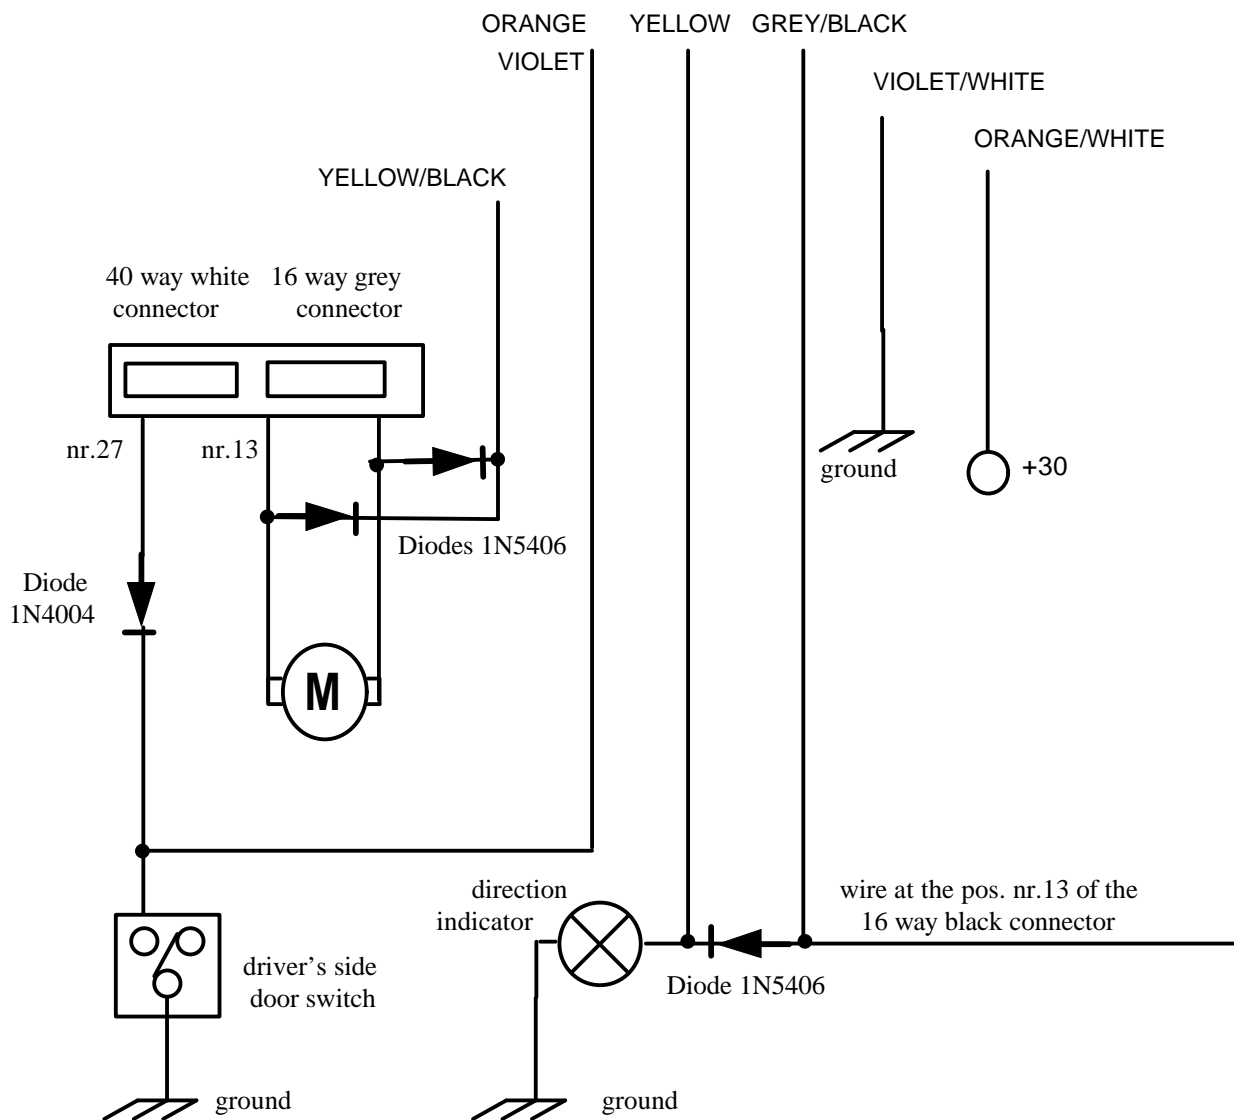 ORANGE YELLOW GREY/BLACK
VIOLET
VIOLET/WHITE
ORANGE/WHITE
YELLOW/BLACK
40 way white
connector
16 way grey
connector
nr.27
nr.13
ground
+30
Diodes 1N5406
Diode
1N4004
M
direction
indicator
wire at the pos. nr.13 of the
16 way black connector
driver's side
door switch
Diode 1N5406
ground
ground